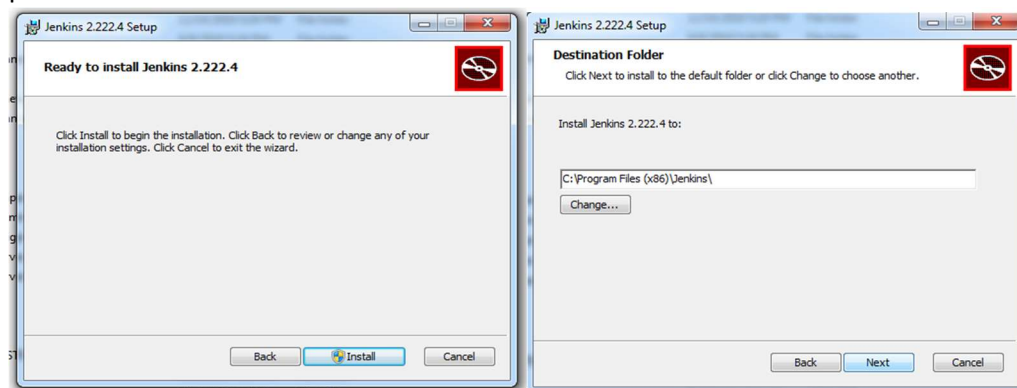 Jenkins 2.222.4 Setup
Ready to install Jenkins 2.222.4
Click Install to begin the installation. Click Back to review or change any of your
installation settings. Click Cancel to exit the wizard.
Back
Install
Cancel
Jenkins 2.222.4 Setup
Destination Folder
Click Next to install to the default folder or click Change to choose another.
Install Jenkins 2.222.4 to:
C:\Program Files (x86)\Jenkins\
Change...
Back
Next
Cancel